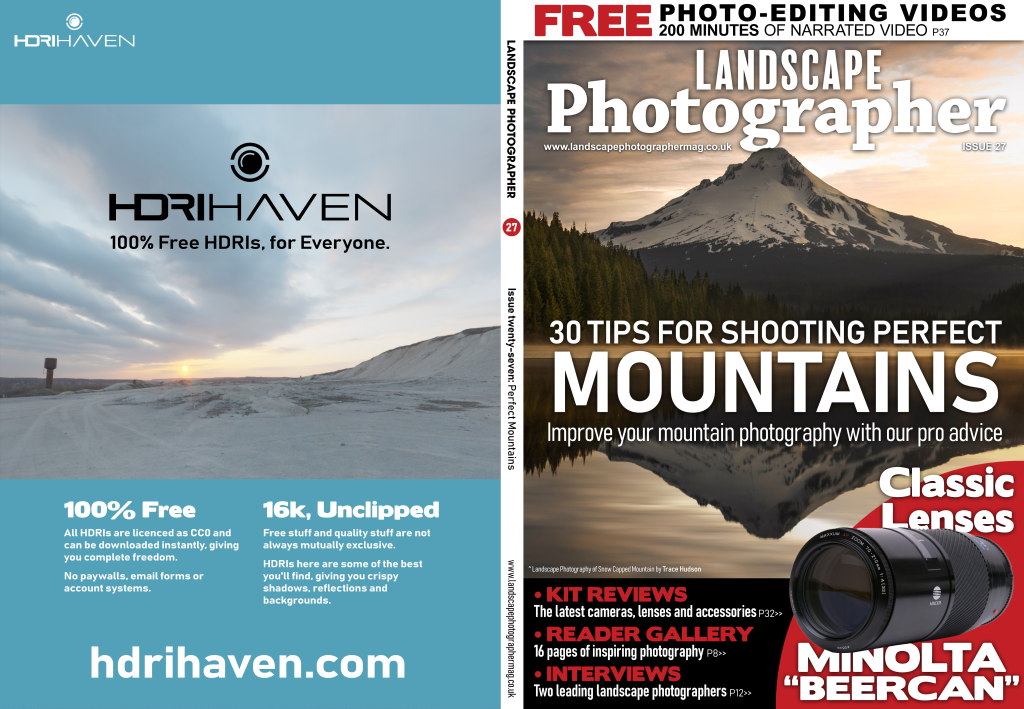 HDRIHAVEN
HDRIHAVEN
100% Free HDRIs, for Everyone.
100% Free
All HDRIs are licenced as CC0 and
can be downloaded instantly, giving
you complete freedom.
No paywalls, email forms or
account systems.
16k, Unclipped
Free stuff and quality stuff are not
always mutually exclusive.
HDRIs here are some of the best
you'll find, giving you crispy
shadows, reflections and
backgrounds.
hdrihaven.com
LANDSCAPE PHOTOGRAPHER
27
Issue twenty-seven: Perfect Mountains
www.landscapephotographermag.co.uk
FREE PHOTO-EDITING VIDEOS
200 MINUTES OF NARRATED VIDEO P37
LANDSCAPE
Photographer
www.landscapephotographermag.co.uk
ISSUE 27
30 TIPS FOR SHOOTING PERFECT
MOUNTAINS
Improve your mountain photography with our pro advice
Classic
Lenses
* Landscape Photography of Snow Capped Mountain by Trace Hudson
• KIT REVIEWS
The latest cameras, lenses and accessories P32>>
• READER GALLERY
16 pages of inspiring photography P8>>
• INTERVIEWS
Two leading landscape photographers P12>>
MINOLTA
“BEERCAN”